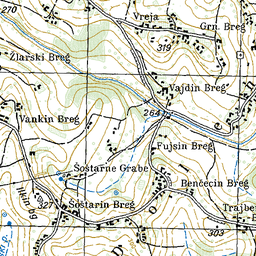 270
Vreja
Grn. Breg
319
Žlarski Breg
Vajdin Breg
264
Vankin Breg
Fujsin Breg
Šoštarne Grabe
Bencecin Breg
327
Šoštarin Breg
Trajbe
303